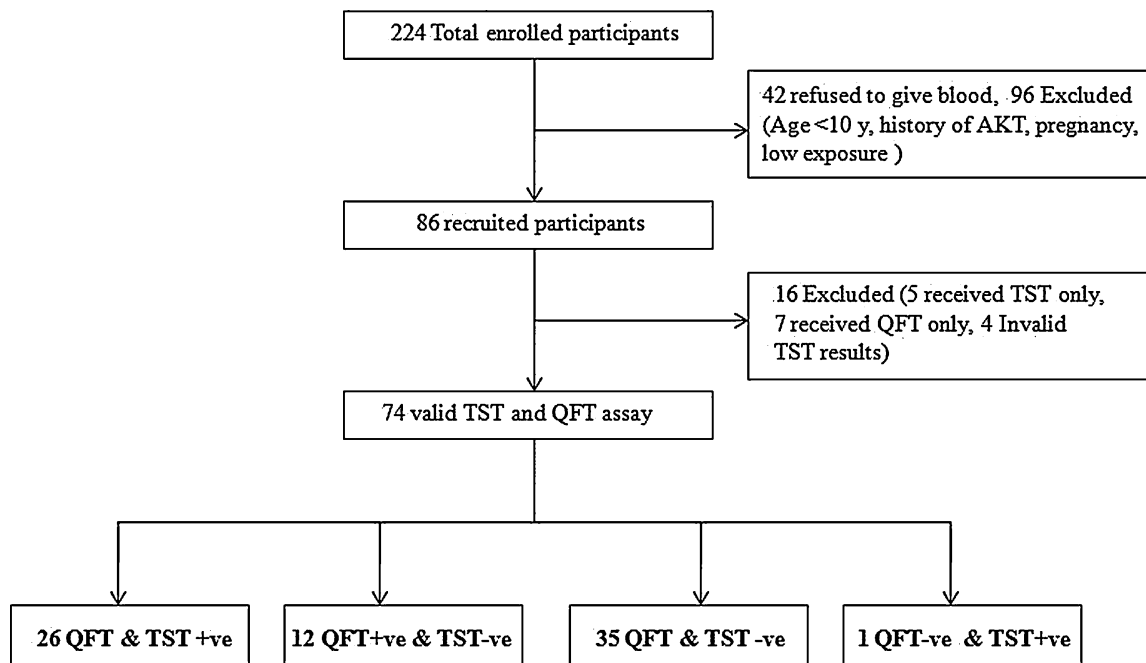 224 Total enrolled participants
42 refused to give blood, 96 Excluded
(Age <10 y, history of AKT, pregnancy,
low exposure )
86 recruited participants
16 Excluded (5 received TST only,
7 received QFT only, 4 Invalid
TST results)
74 valid TST and QFT assay
26 QFT & TST +ve
12 QFT+ve & TST-ve
35 QFT & TST -ve
1 QFT-ve & TST+ve